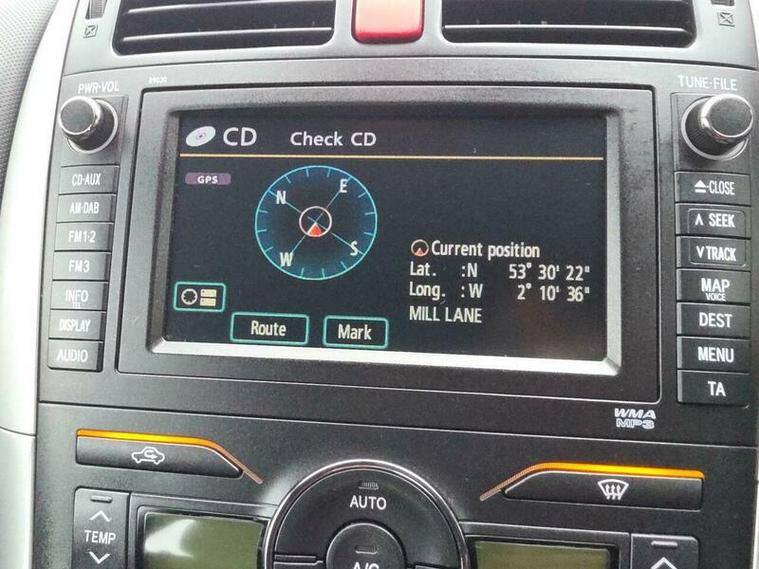 PWR·VOL
89030
TUNE·FILE
CD Check CD
GPS
N
E
W
S
Current position
Lat. :N 53° 30' 22"
Long. :W 2° 10' 36"
MILL LANE
Route
Mark
CD·AUX
AM·DAB
FM1·2
FM3
INFO
TEL
DISPLAY
AUDIO
CLOSE
SEEK
TRACK
MAP
VOICE
DEST
MENU
TA
WMA
MP3
AUTO
TEMP
A/C